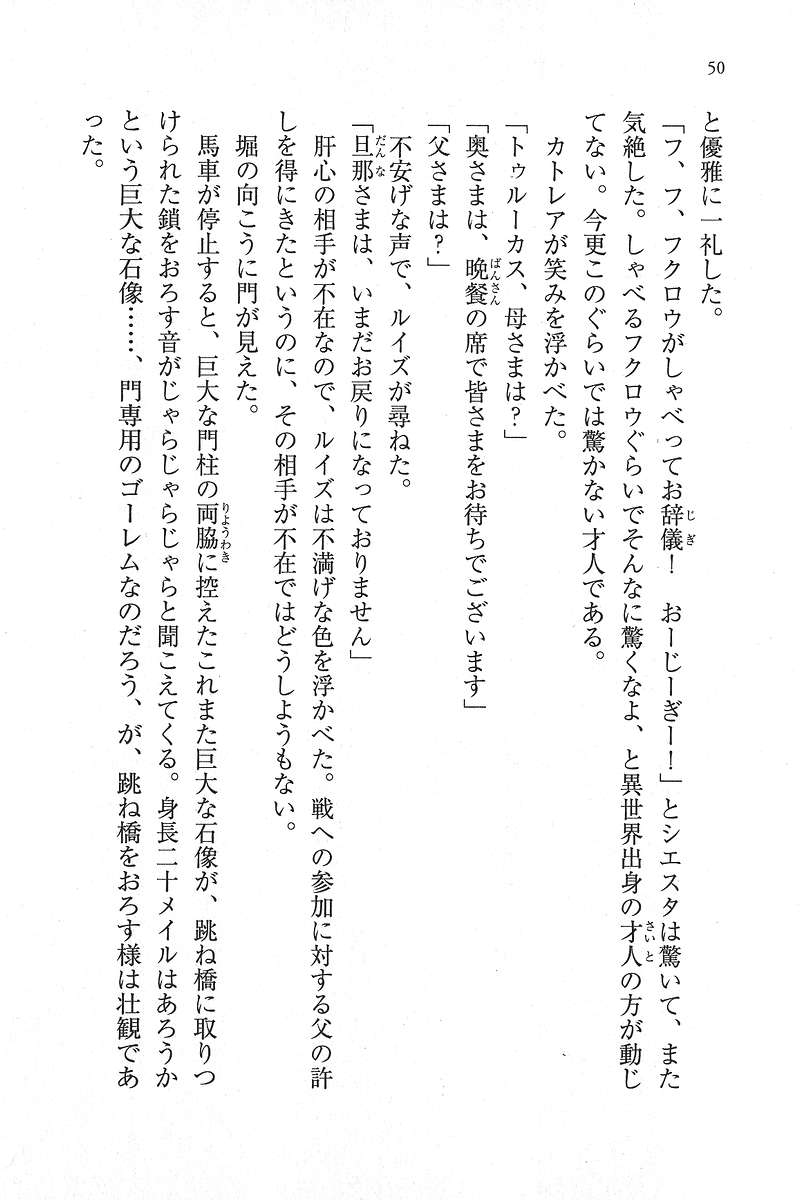 50
と優雅に一礼した。
「フ、フ、フクロウがしゃべってお辞儀！　おーじーぎー！」とシエスタは驚いて、また
気絶した。しゃべるフクロウぐらいでそんなに驚くなよ、と異世界出身の才人の方が動じ
てない。今更このぐらいでは驚かない才人である。
　カトレアが笑みを浮かべた。
「トゥルーカス、母さまは？」
「奥さまは、晩餐の席で皆さまをお待ちでございます」
「父さまは？」
　不安げな声で、ルイズが尋ねた。
「旦那さまは、いまだお戻りになっておりません」
　肝心の相手が不在なので、ルイズは不満げな色を浮かべた。戦への参加に対する父の許
しを得にきたというのに、その相手が不在ではどうしようもない。
　堀の向こうに門が見えた。
　馬車が停止すると、巨大な門柱の両脇に控えたこれまた巨大な石像が、跳ね橋に取りつ
けられた鎖をおろす音がじゃらじゃらじゃらと聞こえてくる。身長二十メイルはあろうか
という巨大な石像……、門専用のゴーレムなのだろう、が、跳ね橋をおろす様は壮観であ
った。